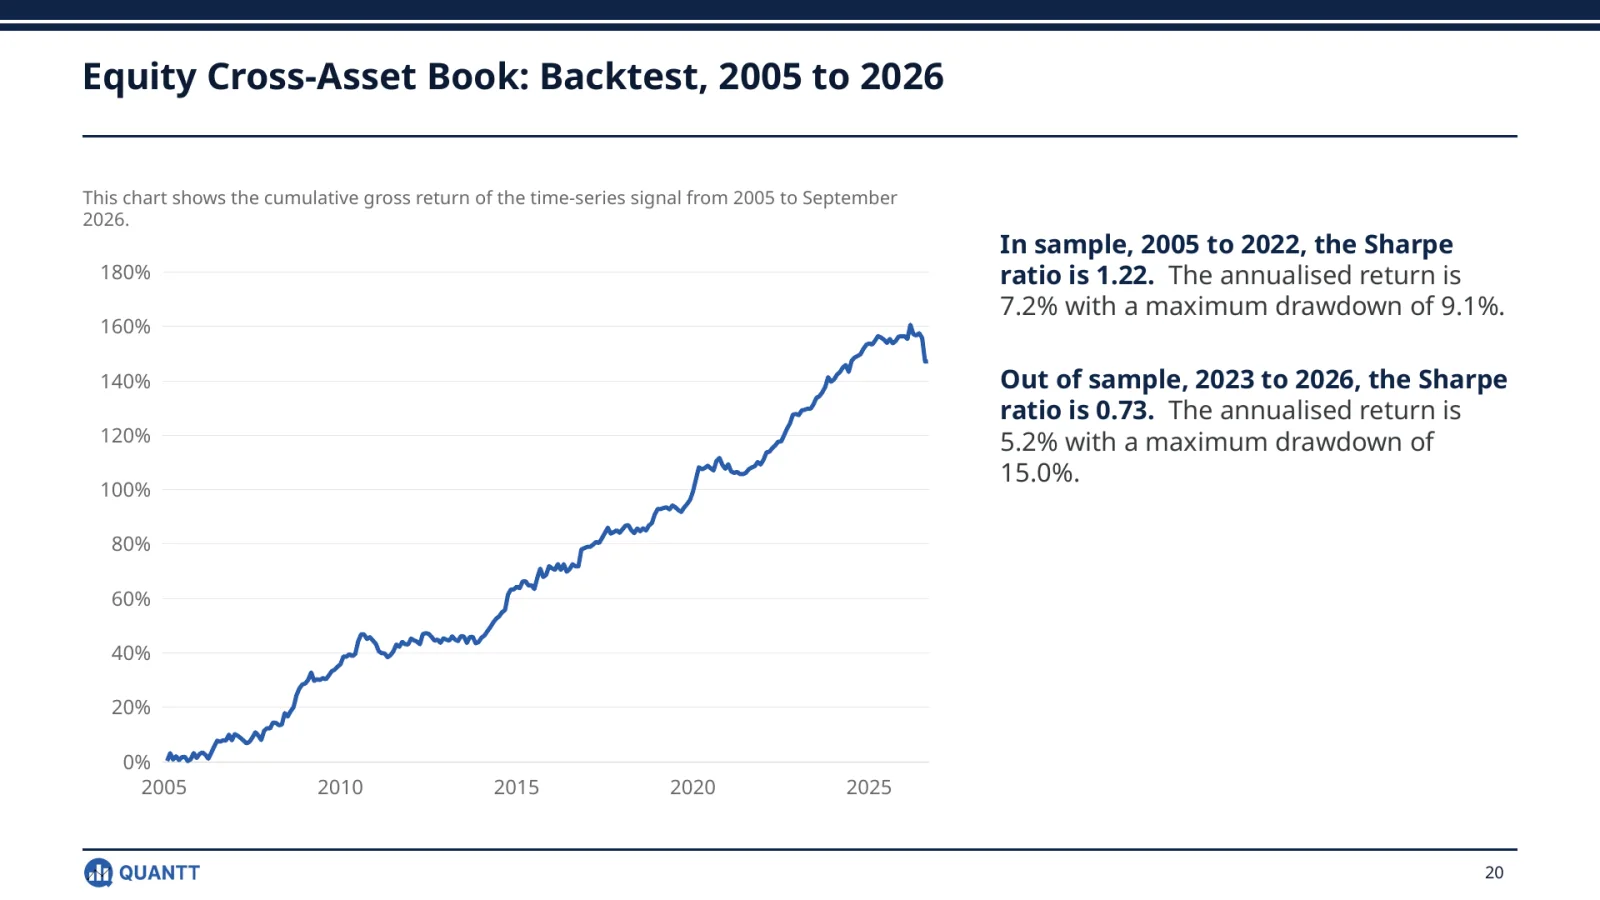 Equity Cross-Asset Book: Backtest, 2005 to 2026
This chart shows the cumulative gross return of the time-series signal from 2005 to September
2026.
180%
160%
140%
120%
100%
80%
60%
40%
20%
0%
2005 2010 2015 2020 2025
In sample, 2005 to 2022, the Sharpe
ratio is 1.22. The annualised return is
7.2% with a maximum drawdown of 9.1%.
Out of sample, 2023 to 2026, the Sharpe
ratio is 0.73. The annualised return is
5.2% with a maximum drawdown of
15.0%.
QUANTT
20